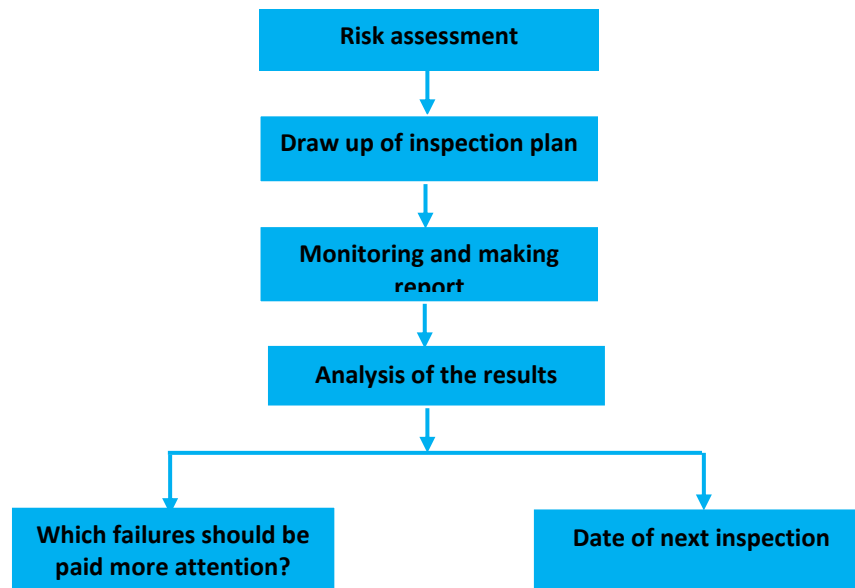 Risk assessment
Draw up of inspection plan
Monitoring and making
report
Analysis of the results
Which failures should be
paid more attention?
Date of next inspection